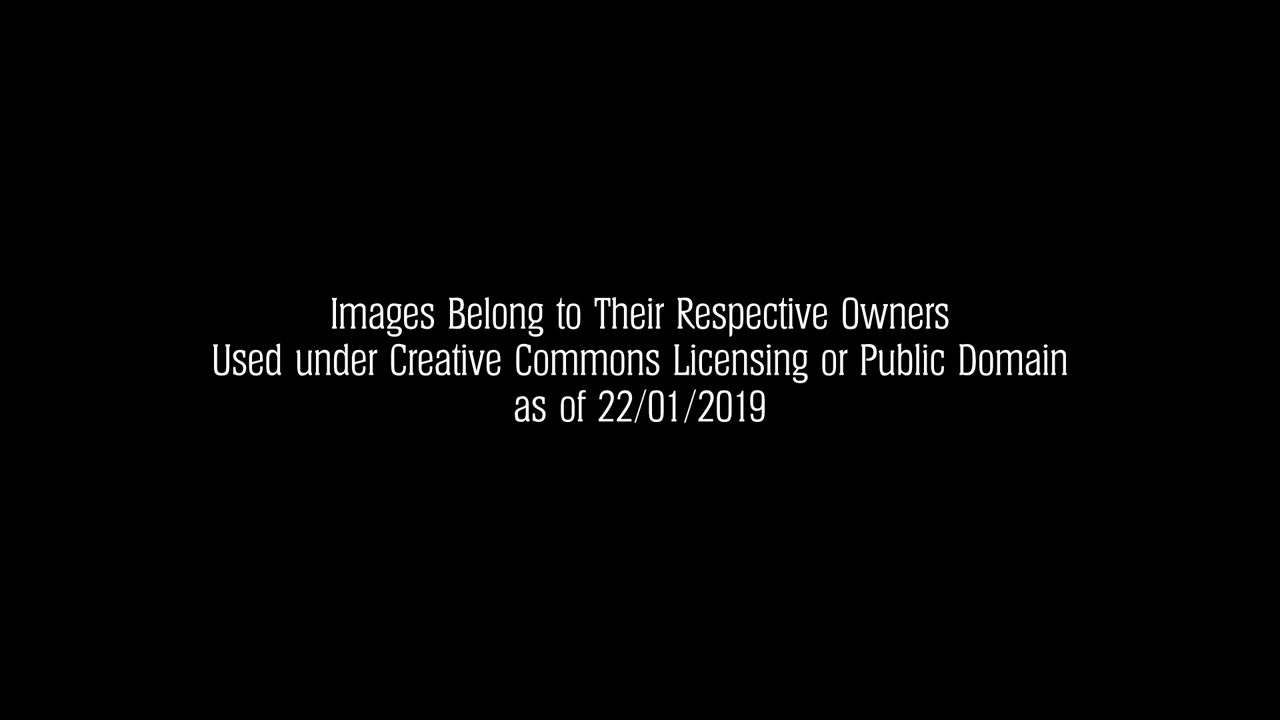 Images Belong to Their Respective Owners
Used under Creative Commons Licensing or Public Domain
as of 22/01/2019